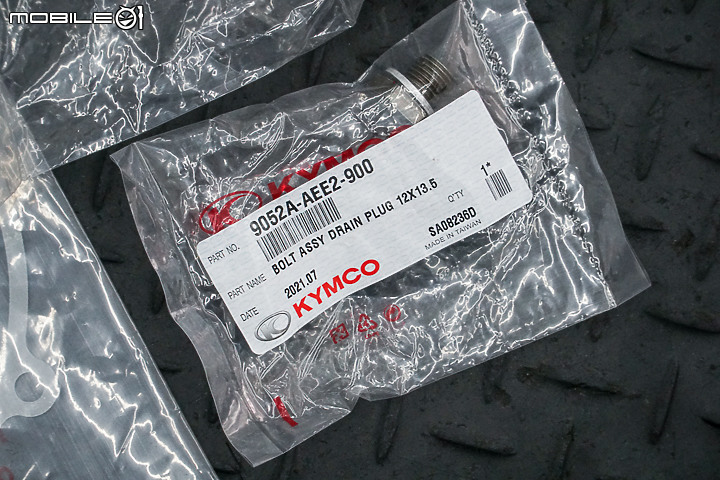 MOBILE01
KYMCO
PART NO. 9052A-AEE2-900
PART NAME BOLT ASSY DRAIN PLUG 12X13.5
DATE 2021.07
Q'TY 1*
SA08236D
MADE IN TAIWAN
KYMCO